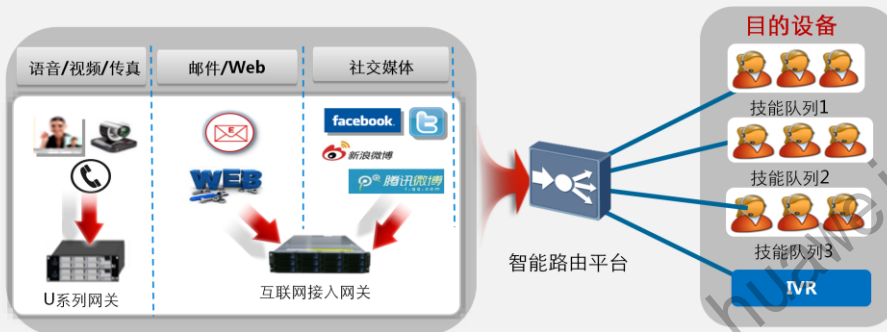 目的设备
语音/视频/传真
邮件/Web
社交媒体
facebook.
E
新浪微博
WEB
腾讯微博
t.qq.com
技能队列1
技能队列2
技能队列3
智能路由平台
U系列网关
互联网接入网关
IVR
huawei